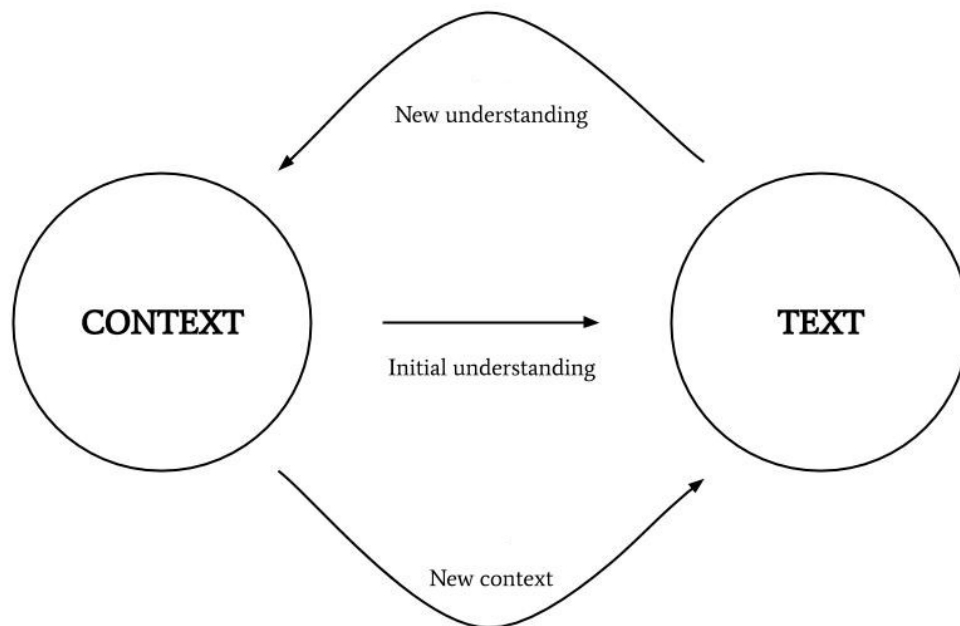 New understanding
CONTEXT
TEXT
Initial understanding
New context